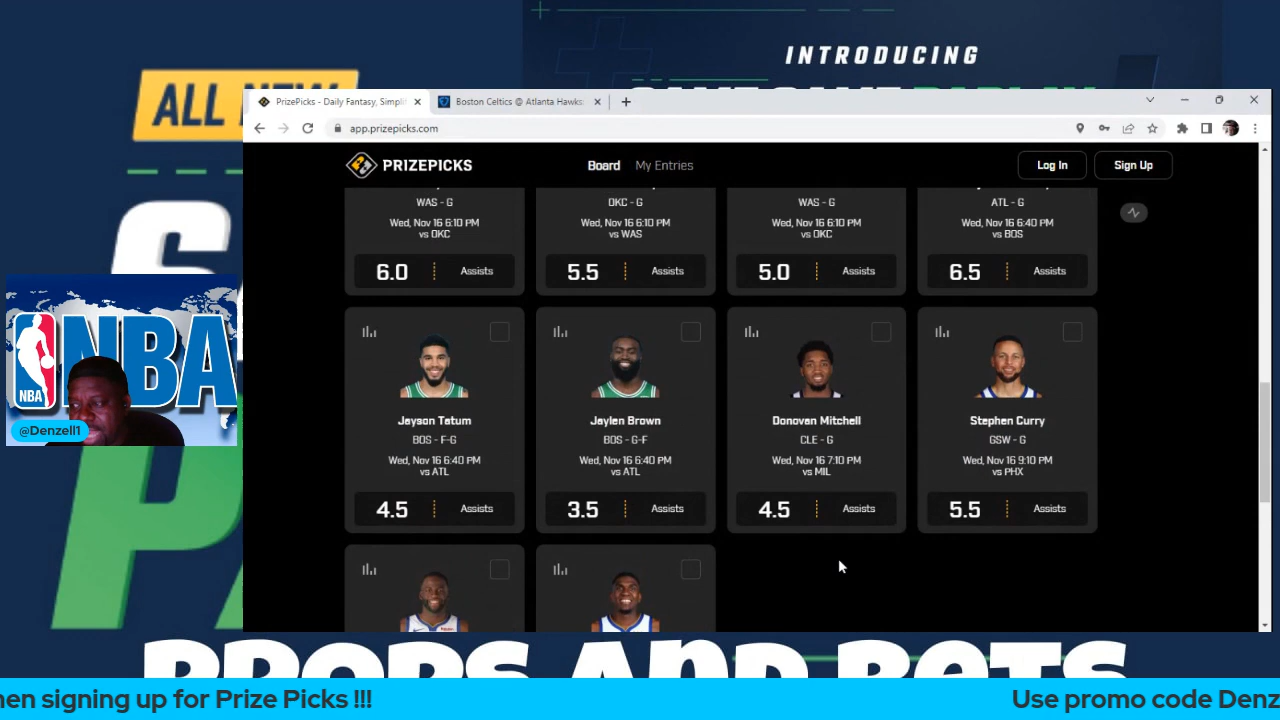 INTRODUCING
ALL
PrizePicks - Daily Fantasy, Simpli
Boston Celtics @ Atlanta Hawks
app.prizepicks.com
PRIZEPICKS
Board
My Entries
Log In
Sign Up
WAS - G
Wed, Nov 16 6:10 PM
vs OKC
6.0
Assists
OKC - G
Wed, Nov 16 6:10 PM
vs WAS
5.5
Assists
WAS - G
Wed, Nov 16 6:10 PM
vs OKC
5.0
Assists
ATL - G
Wed, Nov 16 6:40 PM
vs BOS
6.5
Assists
Jayson Tatum
BOS - F-G
Wed, Nov 16 6:40 PM
vs ATL
4.5
Assists
Jaylen Brown
BOS - G-F
Wed, Nov 16 6:40 PM
vs ATL
3.5
Assists
Donovan Mitchell
CLE - G
Wed, Nov 16 7:10 PM
vs MIL
4.5
Assists
Stephen Curry
GSW - G
Wed, Nov 16 9:10 PM
vs PHX
5.5
Assists
NBA
NBA
@Denzell1
PROPS AND BETS
hen signing up for Prize Picks !!!
Use promo code Denz